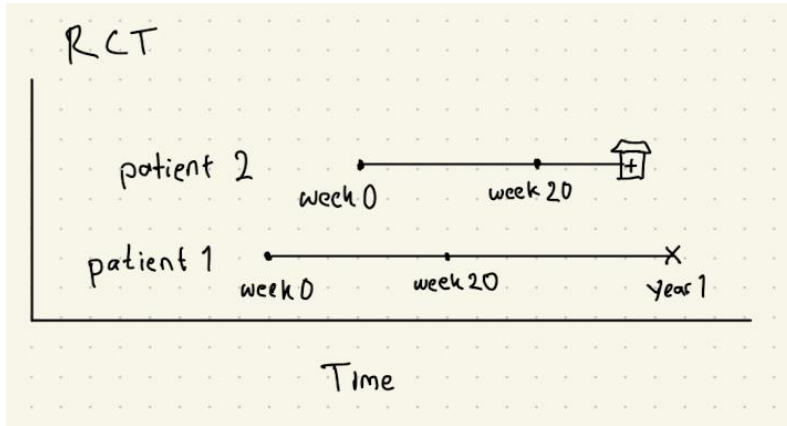 RCT
patient 2
week 0
week 20
patient 1
week 0
week 20
Year 1
Time